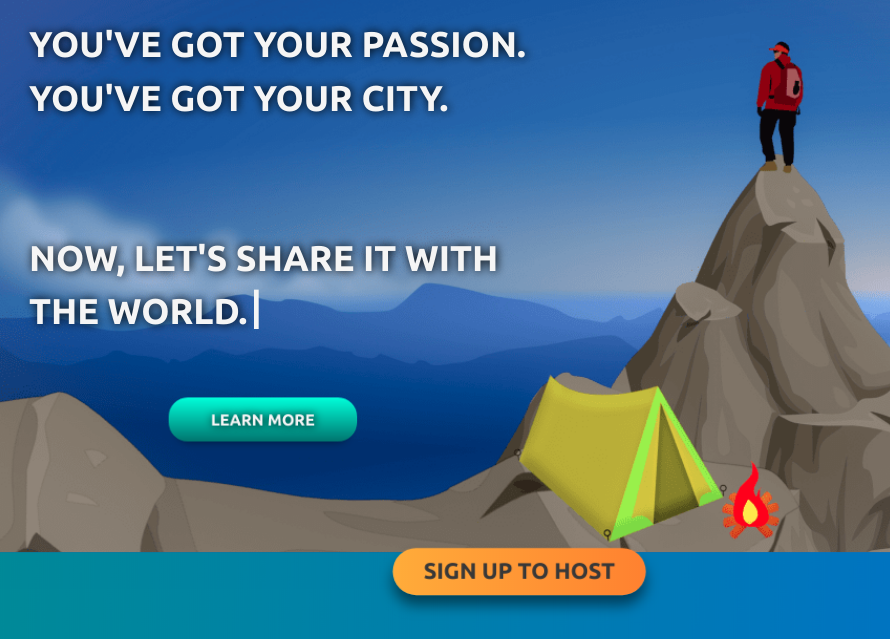 YOU'VE GOT YOUR PASSION.
YOU'VE GOT YOUR CITY.
NOW, LET'S SHARE IT WITH
THE WORLD.|
LEARN MORE
SIGN UP TO HOST